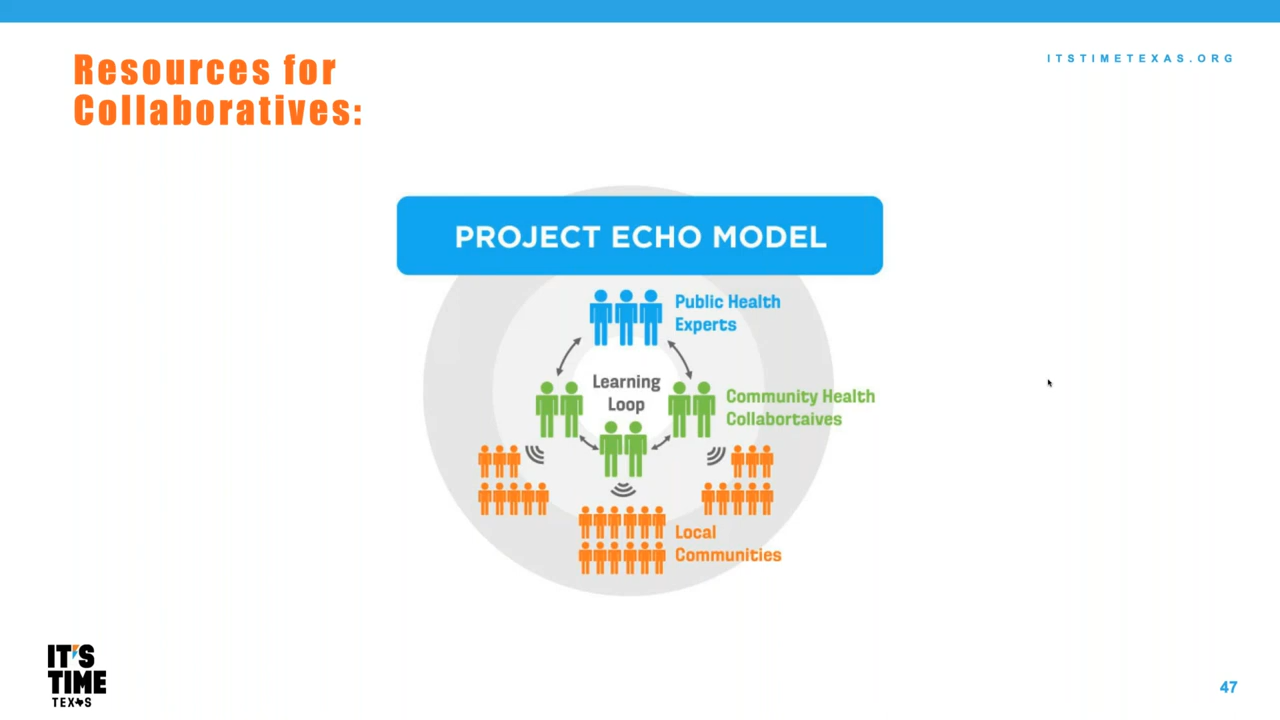 ITSTIMETEXAS.ORG
Resources for
Collaboratives:
PROJECT ECHO MODEL
Public Health
Experts
Learning
Loop
Community Health
Collabortaives
Local
Communities
IT'S
TIME
TEXAS
47